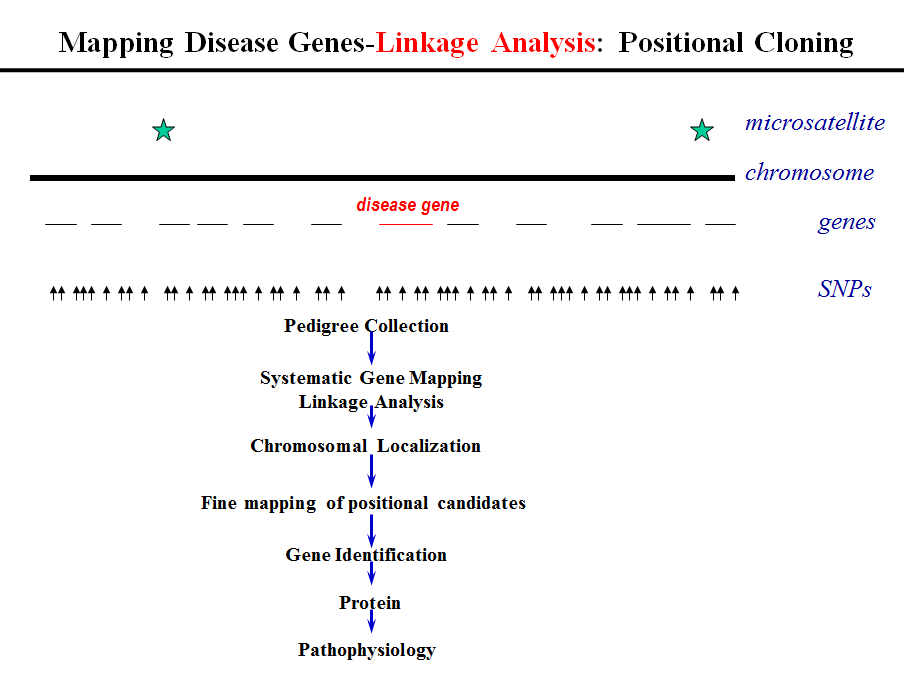 Mapping Disease Genes-Linkage Analysis: Positional Cloning
microsatellite
chromosome
disease gene
genes
SNPs
Pedigree Collection
Systematic Gene Mapping
Linkage Analysis
Chromosomal Localization
Fine mapping of positional candidates
Gene Identification
Protein
Pathophysiology